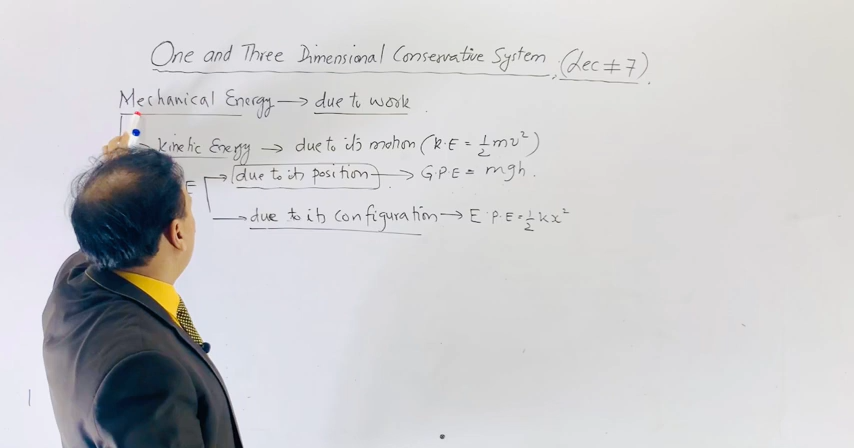 One and Three Dimensional Conservative System, (Lec # 7).
Mechanical Energy → due to work.
kinetic Energy → due to its motion (K.E = 1/2 mv²)
E → due to its position → G.P.E = mgh.
→ due to its configuration → E.P.E = 1/2 kx²